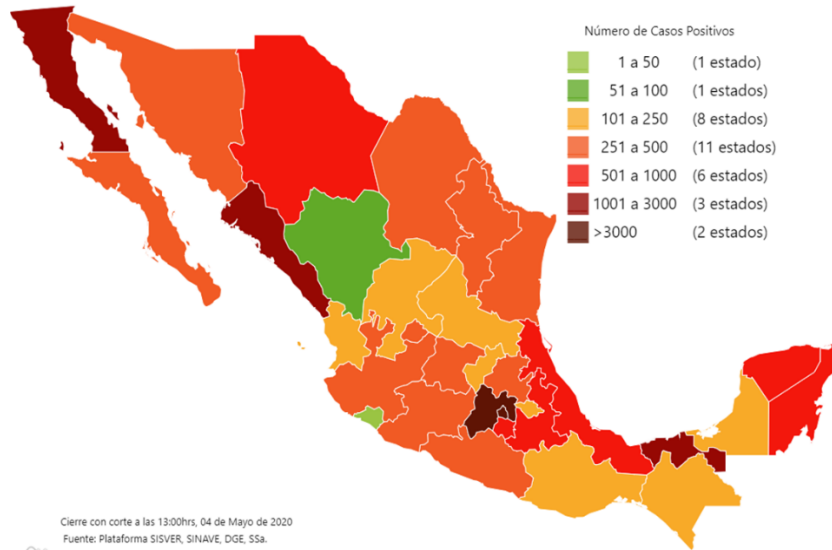 Número de Casos Positivos
1 a 50 (1 estado)
51 a 100 (1 estados)
101 a 250 (8 estados)
251 a 500 (11 estados)
501 a 1000 (6 estados)
1001 a 3000 (3 estados)
>3000 (2 estados)
Cierre con corte a las 13:00hrs, 04 de Mayo de 2020
Fuente: Plataforma SISVER, SINAVE, DGE, SSa.